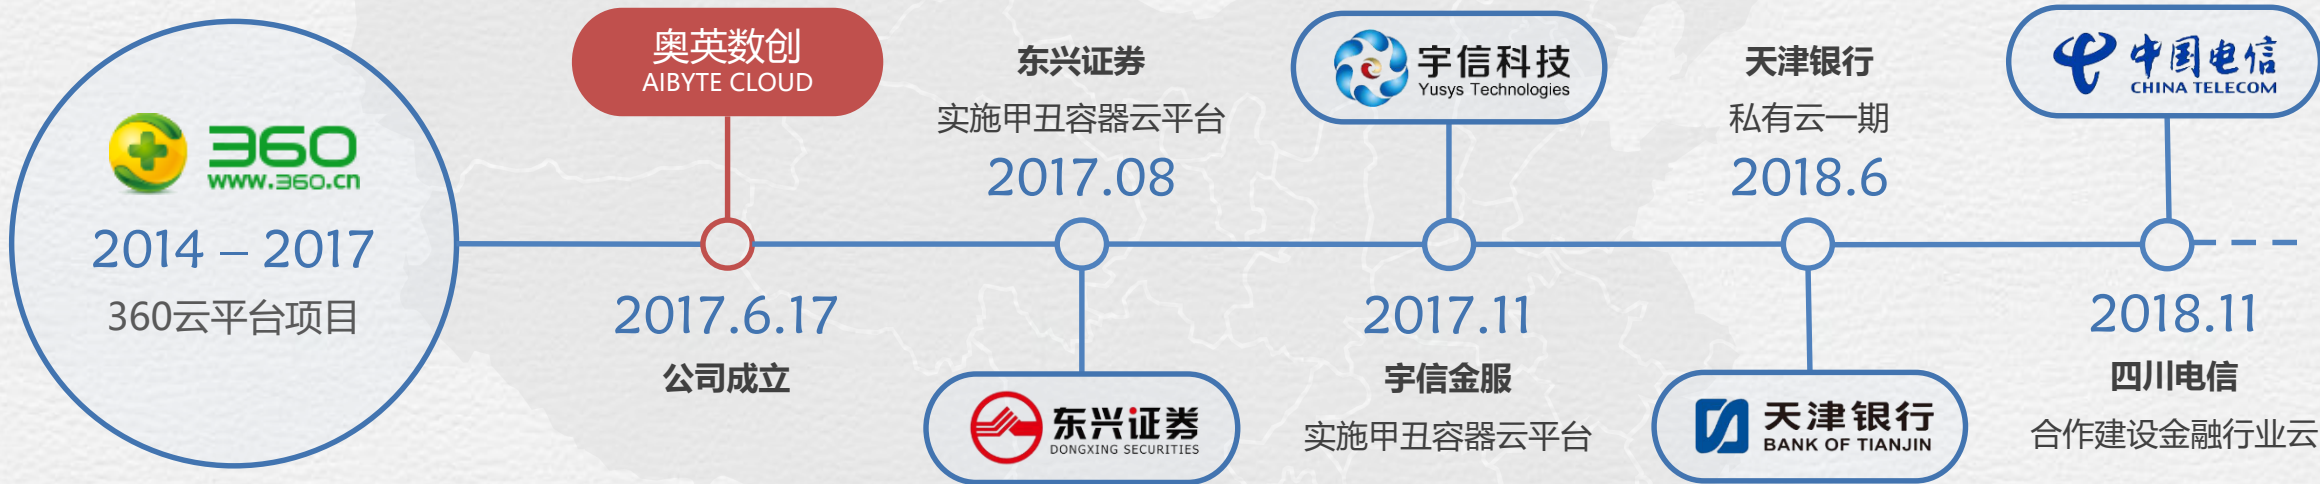 360
www.360.cn
2014 – 2017
360云平台项目
奥英数创
AIBYTE CLOUD
2017.6.17
公司成立
东兴证券
实施甲丑容器云平台
2017.08
东兴证券
DONGXING SECURITIES
宇信科技
Yusys Technologies
2017.11
宇信金服
实施甲丑容器云平台
天津银行
私有云一期
2018.6
天津银行
BANK OF TIANJIN
中国电信
CHINA TELECOM
2018.11
四川电信
合作建设金融行业云